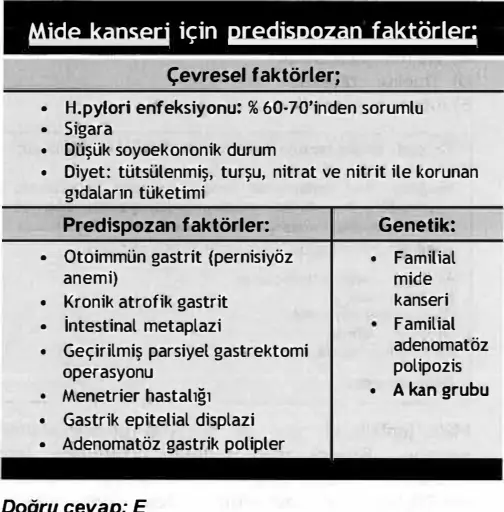 Mide kanseri için predispozan faktörler;
Çevresel faktörler;
• H.pylori enfeksiyonu: %60-70'inden sorumlu
• Sigara
• Düşük soyoekononik durum
• Diyet: tütsülenmiş, turşu, nitrat ve nitrit ile korunan
gıdaların tüketimi
Predispozan faktörler:
• Otoimmün gastrit (pernisiyöz
anemi)
• Kronik atrofik gastrit
• İntestinal metaplazi
• Geçirilmiş parsiyel gastrektomi
operasyonu
• Menetrier hastalığı
• Gastrik epitelial displazi
• Adenomatöz gastrik polipler
Genetik:
• Familial
mide
kanseri
• Familial
adenomatöz
polipozis
• A kan grubu
Doğru cevap: E